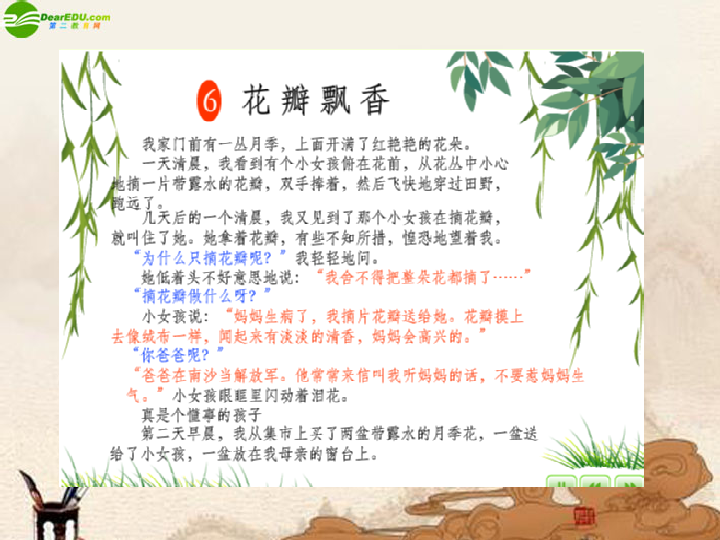 DearEDU.com
第二教育网
6 花瓣飘香
我家门前有一丛月季，上面开满了红艳艳的花朵。
一天清晨，我看到有个小女孩俯在花前，从花丛中小心
地摘一片带露水的花瓣，双手捧着，然后飞快地穿过田野，
跑远了。
几天后的一个清晨，我又见到了那个小女孩在摘花瓣，
就叫住了她。她拿着花瓣，有些不知所措，惶恐地望着我。
“为什么只摘花瓣呢？”我轻轻地问。
她低着头不好意思地说：“我舍不得把整朵花都摘了……”
“摘花瓣做什么呀？”
小女孩说：“妈妈生病了，我摘片花瓣送给她。花瓣摸上
去像绒布一样，闻起来有淡淡的清香，妈妈会高兴的。”
“你爸爸呢？”
“爸爸在南沙当解放军。他常常来信叫我听妈妈的话，不要惹妈妈生
气。”小女孩眼眶里闪动着泪花。
真是个懂事的孩子
第二天早晨，我从集市上买了两盆带露水的月季花，一盆送
给了小女孩，一盆放在我母亲的窗台上。